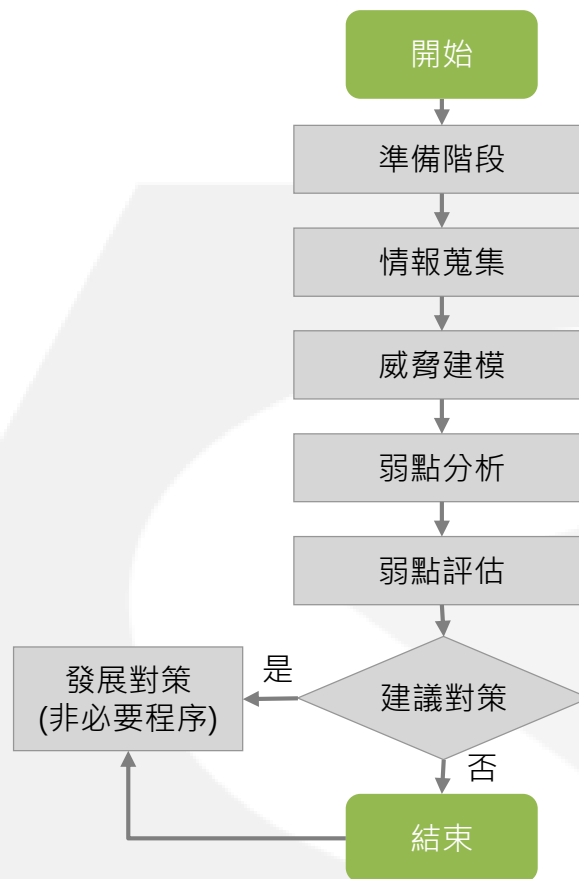 開始
準備階段
情報蒐集
威脅建模
弱點分析
弱點評估
建議對策
是
發展對策
(非必要程序)
否
結束